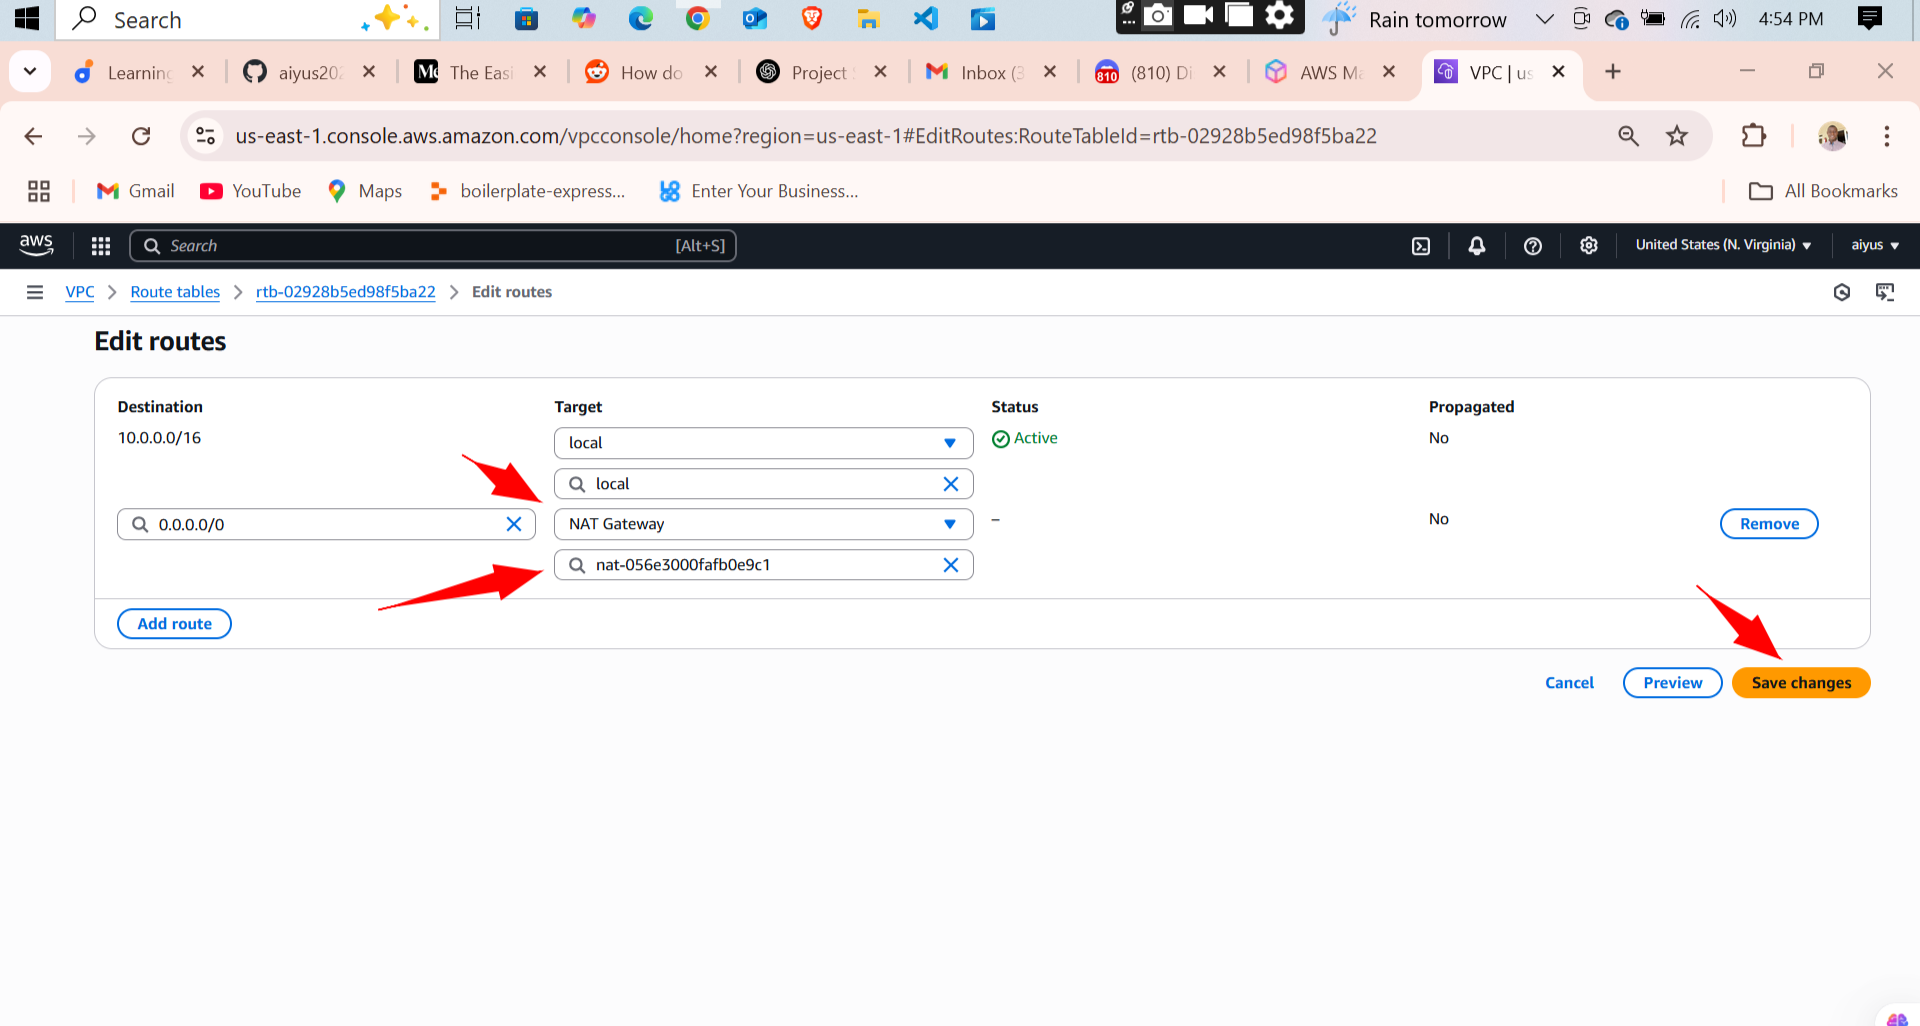 Search
Rain tomorrow
4:54 PM
Learning
aiyus202
The Easi
How do
Project
Inbox (3
810
(810) Di
AWS Ma
VPC | us
us-east-1.console.aws.amazon.com/vpcconsole/home?region=us-east-1#EditRoutes:RouteTableId=rtb-02928b5ed98f5ba22
Gmail
YouTube
Maps
boilerplate-express...
Enter Your Business...
All Bookmarks
aws
Search
[Alt+S]
United States (N. Virginia)
aiyus
VPC
Route tables
rtb-02928b5ed98f5ba22
Edit routes
Edit routes
Destination
Target
Status
Propagated
10.0.0.0/16
local
Active
No
local
0.0.0.0/0
NAT Gateway
–
No
Remove
nat-056e3000fafb0e9c1
Add route
Cancel
Preview
Save changes